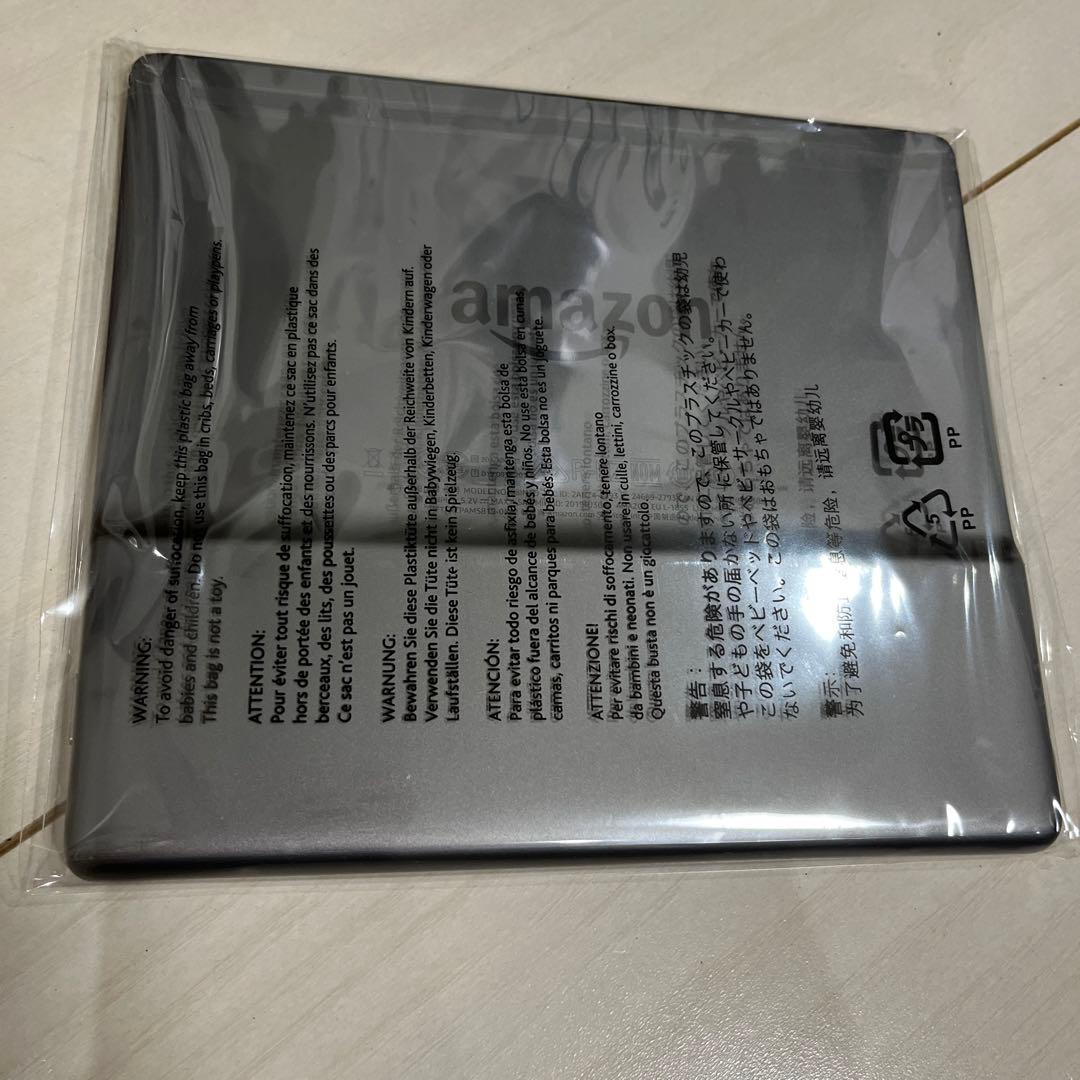 WARNING:
To avoid danger of suffocation, keep this plastic bag away from
babies and children. Do not use this bag in cribs, beds, carriages or playpens.
This bag is not a toy.
ATTENTION:
Pour éviter tout risque de suffocation, maintenez ce sac en plastique
hors de portée des enfants et des nourrissons. N'utilisez pas ce sac dans des
berceaux, des lits, des poussettes ou des parcs pour enfants.
Ce sac n'est pas un jouet.
WARNUNG:
Bewahren Sie diese Plastiktüte außerhalb der Reichweite von Kindern auf.
Verwenden Sie die Tüte nicht in Babywiegen, Kinderbetten, Kinderwagen oder
Laufställen. Diese Tüte ist kein Spielzeug.
ATENCIÓN:
Para evitar todo riesgo de asfixia, mantenga esta bolsa de
plástico fuera del alcance de bebés y niños. No use esta bolsa en cunas,
camas, carritos ni parques para bebés. Esta bolsa no es un juguete.
ATTENZIONE!
Per evitare rischi di soffocamento, tenere lontano
da bambini e neonati. Non usare in culle, lettini, carrozzine o box.
Questa busta non è un giocattolo
警告：
窒息する危険がありますので、このプラスチックの袋は幼児
や子どもの手の届かない所に保管してください。
この袋をベビーベッドやベビーサークルやベビーカーで使わ
ないでください。この袋はおもちゃではありません。
警示：
为了避免和防 息等危险，请远离婴幼儿
PP
5
PP
amazon